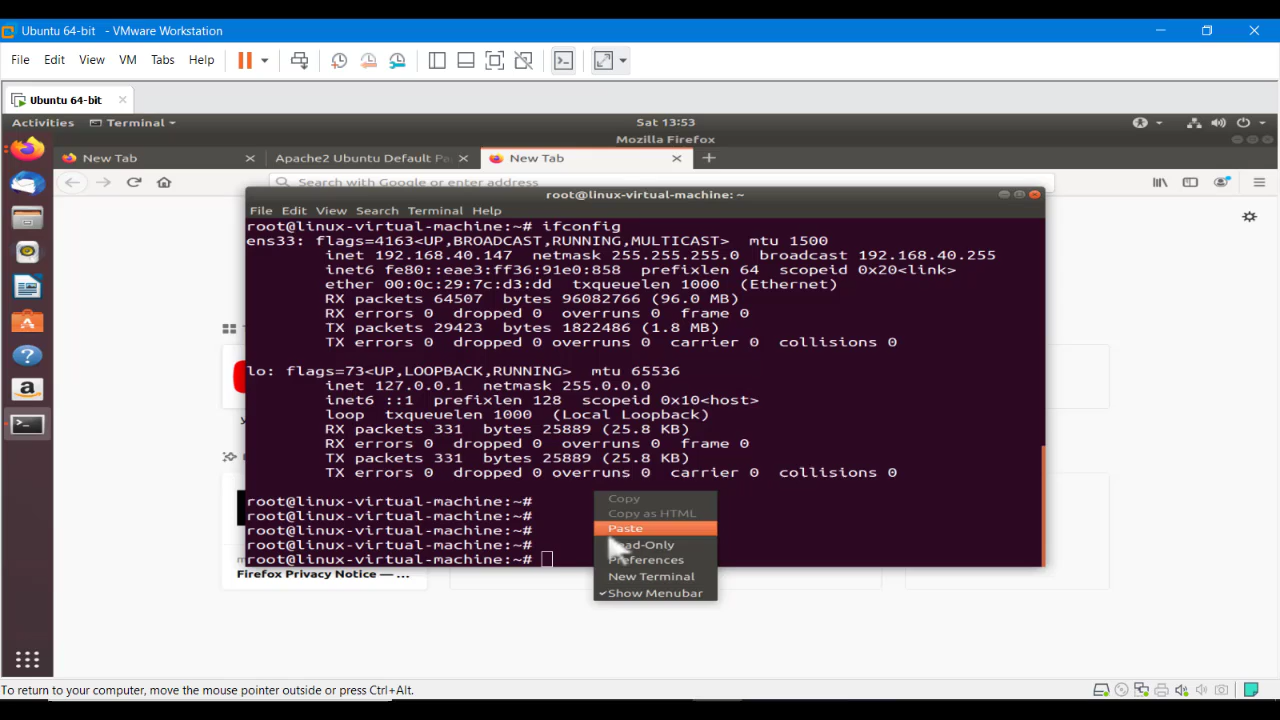 Ubuntu 64-bit - VMware Workstation
File Edit View VM Tabs Help
Ubuntu 64-bit
Activities Terminal Sat 13:53
Mozilla Firefox
New Tab Apache2 Ubuntu Default Pa New Tab
Search with Google or enter address
root@linux-virtual-machine: ~
File Edit View Search Terminal Help
root@linux-virtual-machine:~# ifconfig
ens33: flags=4163<UP,BROADCAST,RUNNING,MULTICAST> mtu 1500
inet 192.168.40.147 netmask 255.255.255.0 broadcast 192.168.40.255
inet6 fe80::eae3:ff36:91e0:858 prefixlen 64 scopeid 0x20<link>
ether 00:0c:29:7c:d3:dd txqueuelen 1000 (Ethernet)
RX packets 64507 bytes 96082766 (96.0 MB)
RX errors 0 dropped 0 overruns 0 frame 0
TX packets 29423 bytes 1822486 (1.8 MB)
TX errors 0 dropped 0 overruns 0 carrier 0 collisions 0
lo: flags=73<UP,LOOPBACK,RUNNING> mtu 65536
inet 127.0.0.1 netmask 255.0.0.0
inet6 ::1 prefixlen 128 scopeid 0x10<host>
loop txqueuelen 1000 (Local Loopback)
RX packets 331 bytes 25889 (25.8 KB)
RX errors 0 dropped 0 overruns 0 frame 0
TX packets 331 bytes 25889 (25.8 KB)
TX errors 0 dropped 0 overruns 0 carrier 0 collisions 0
root@linux-virtual-machine:~#
root@linux-virtual-machine:~#
root@linux-virtual-machine:~#
root@linux-virtual-machine:~#
root@linux-virtual-machine:~#
Copy
Copy as HTML
Paste
Read-Only
Preferences
New Terminal
Show Menubar
Firefox Privacy Notice — ...
To return to your computer, move the mouse pointer outside or press Ctrl+Alt.